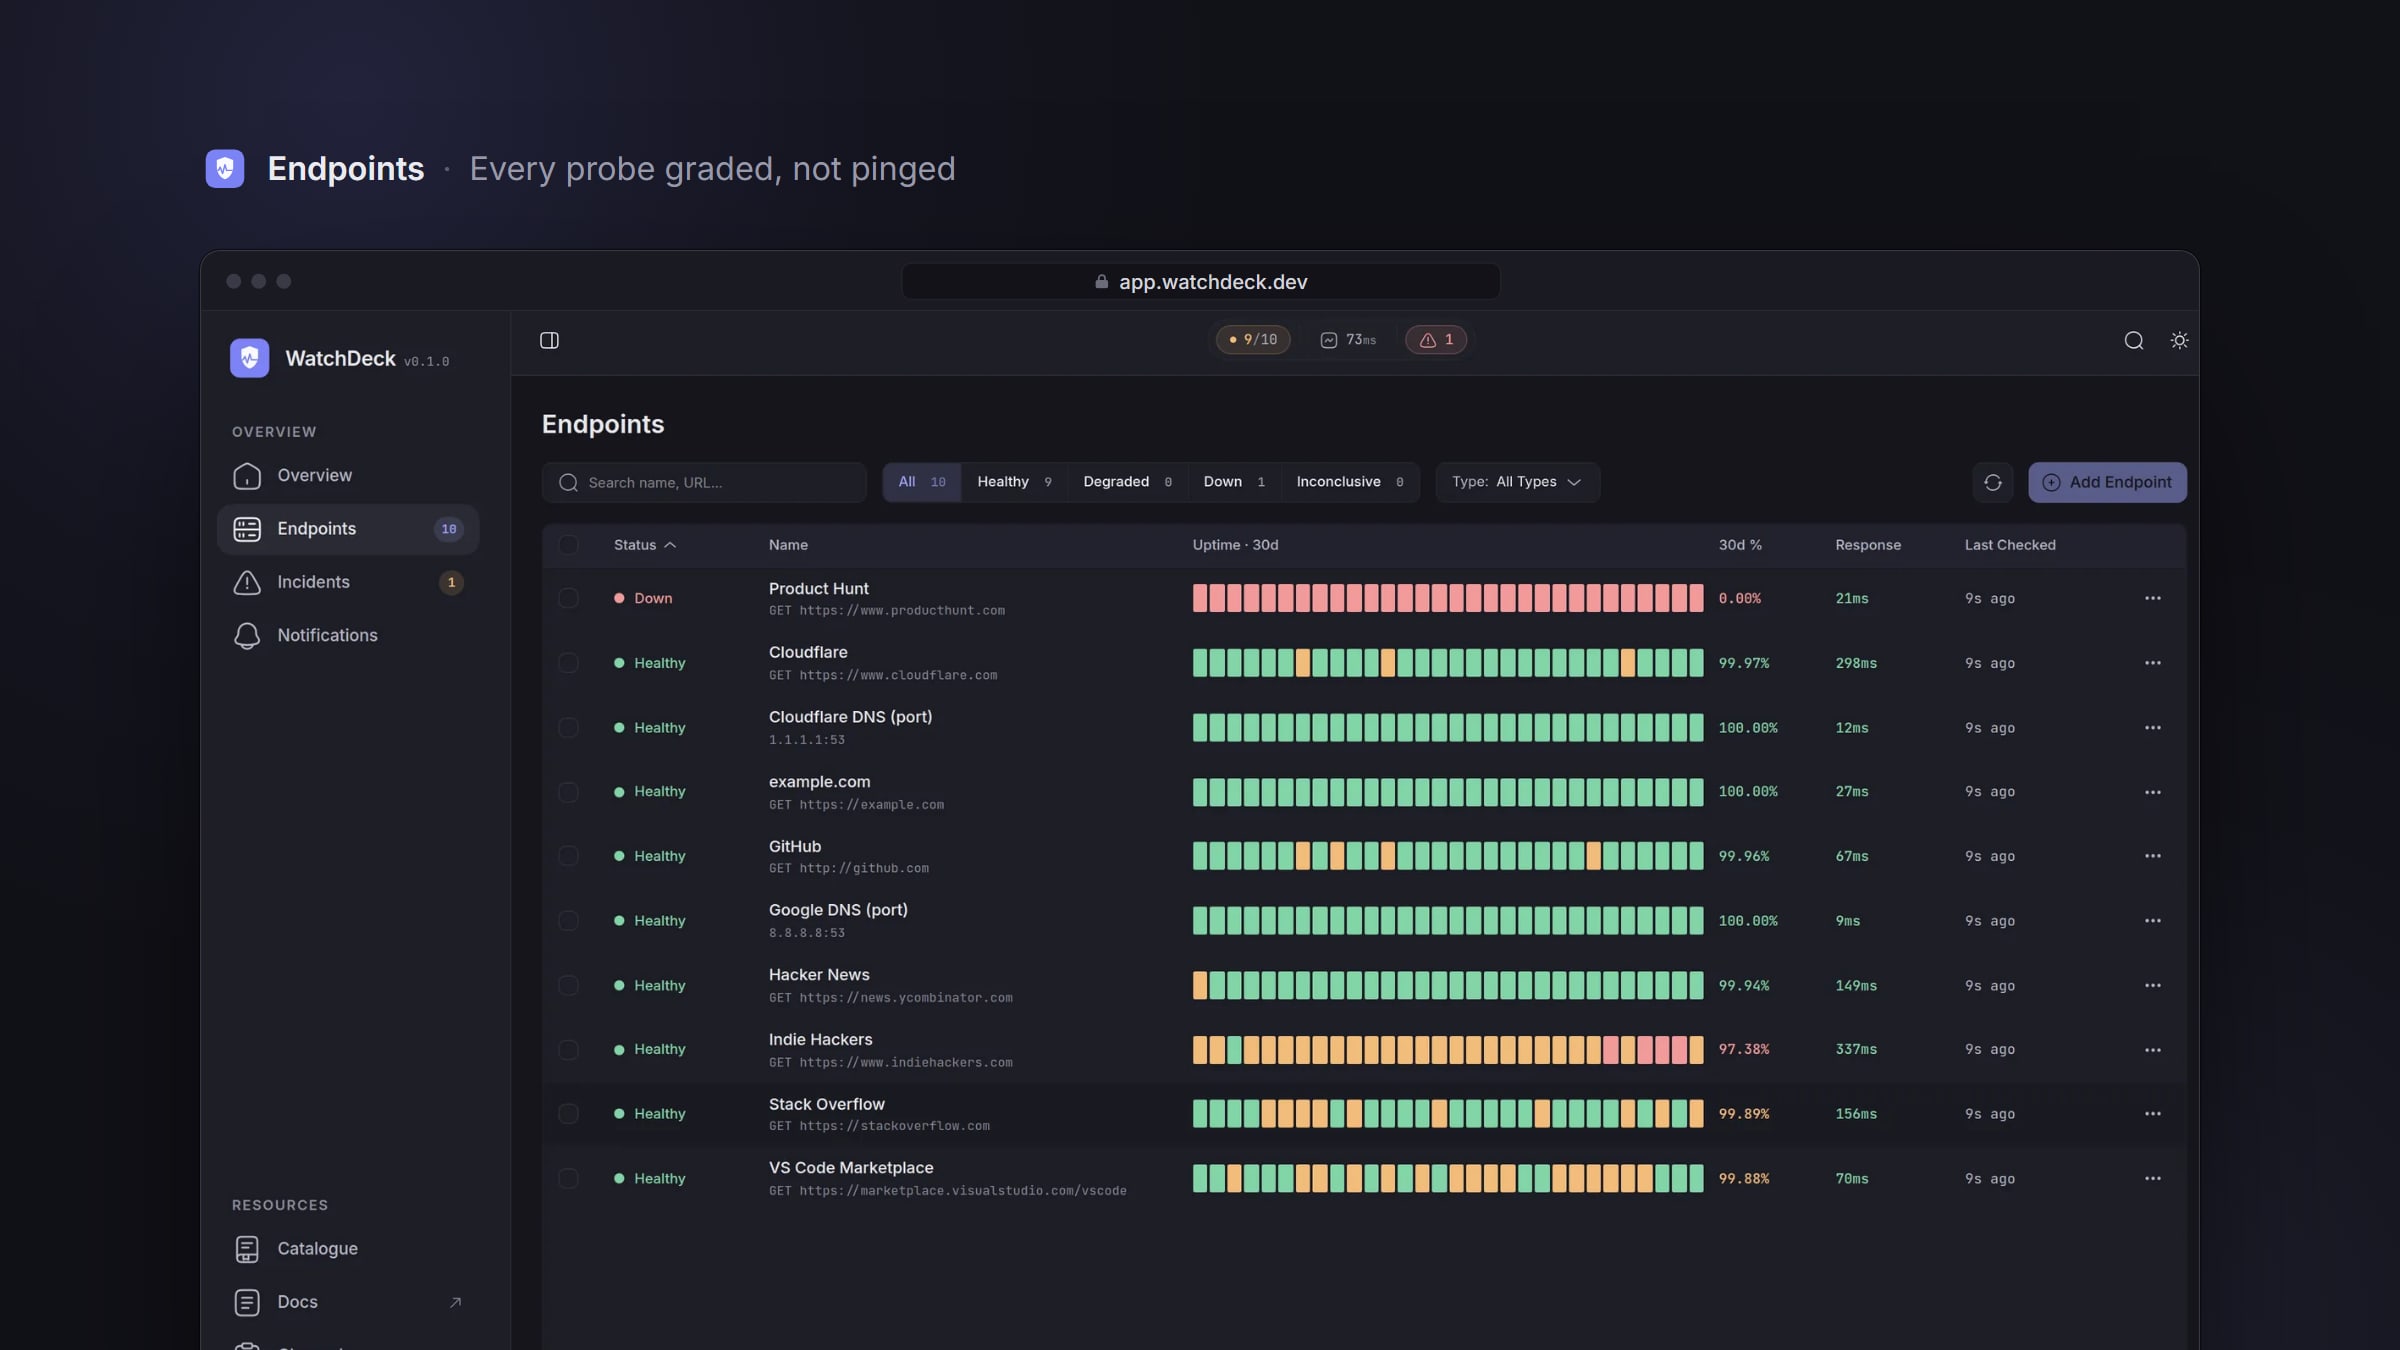 Endpoints · Every probe graded, not pinged
app.watchdeck.dev
WatchDeck v0.1.0
9/10 73ms 1
OVERVIEW
Overview
Endpoints 10
Incidents 1
Notifications
RESOURCES
Catalogue
Docs
Endpoints
Search name, URL...
All 10 Healthy 9 Degraded 0 Down 1 Inconclusive 0
Type: All Types
Add Endpoint
Status Name Uptime · 30d 30d % Response Last Checked
Down Product Hunt 0.00% 21ms 9s ago
GET https://www.producthunt.com
Healthy Cloudflare 99.97% 298ms 9s ago
GET https://www.cloudflare.com
Healthy Cloudflare DNS (port) 100.00% 12ms 9s ago
1.1.1.1:53
Healthy example.com 100.00% 27ms 9s ago
GET https://example.com
Healthy GitHub 99.96% 67ms 9s ago
GET http://github.com
Healthy Google DNS (port) 100.00% 9ms 9s ago
8.8.8.8:53
Healthy Hacker News 99.94% 149ms 9s ago
GET https://news.ycombinator.com
Healthy Indie Hackers 97.38% 337ms 9s ago
GET https://www.indiehackers.com
Healthy Stack Overflow 99.89% 156ms 9s ago
GET https://stackoverflow.com
Healthy VS Code Marketplace 99.88% 70ms 9s ago
GET https://marketplace.visualstudio.com/vscode